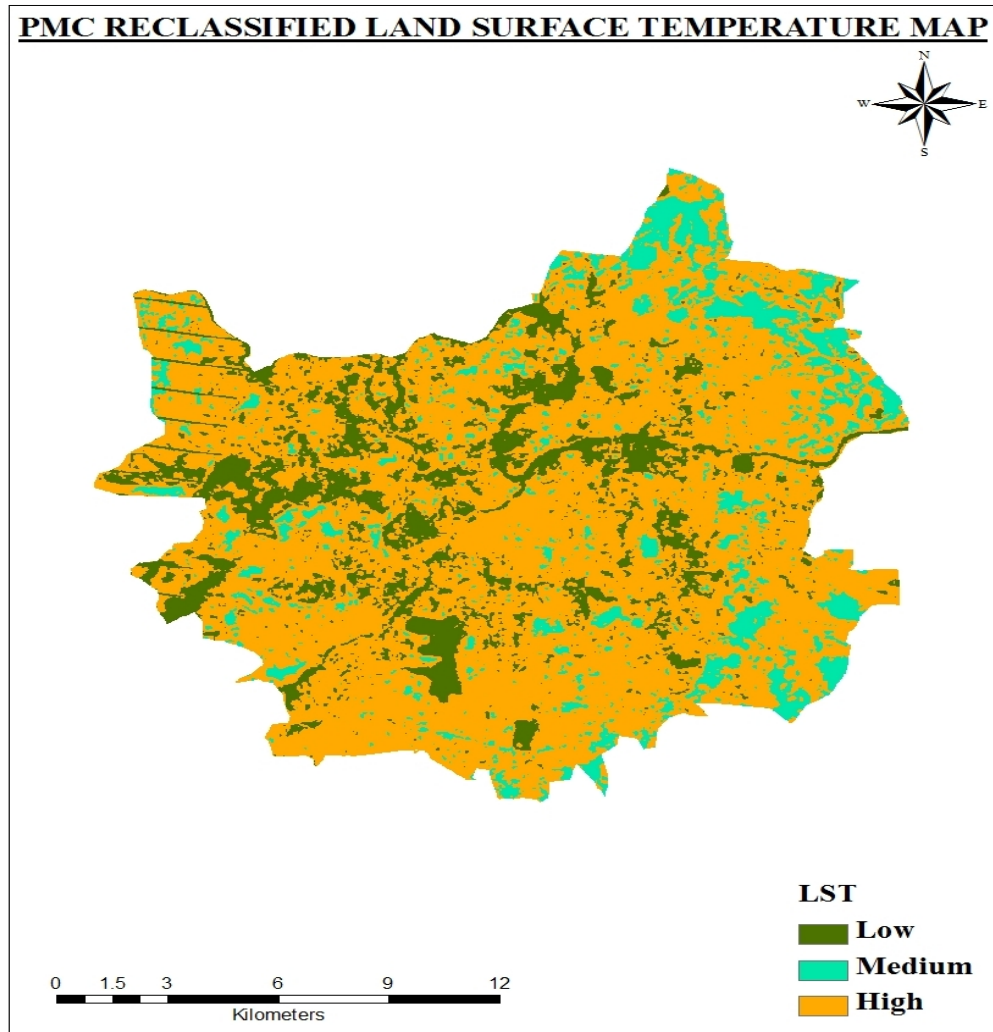 PMC RECLASSIFIED LAND SURFACE TEMPERATURE MAP
N
W E
S
LST
Low
Medium
High
0 1.5 3 6 9 12
Kilometers